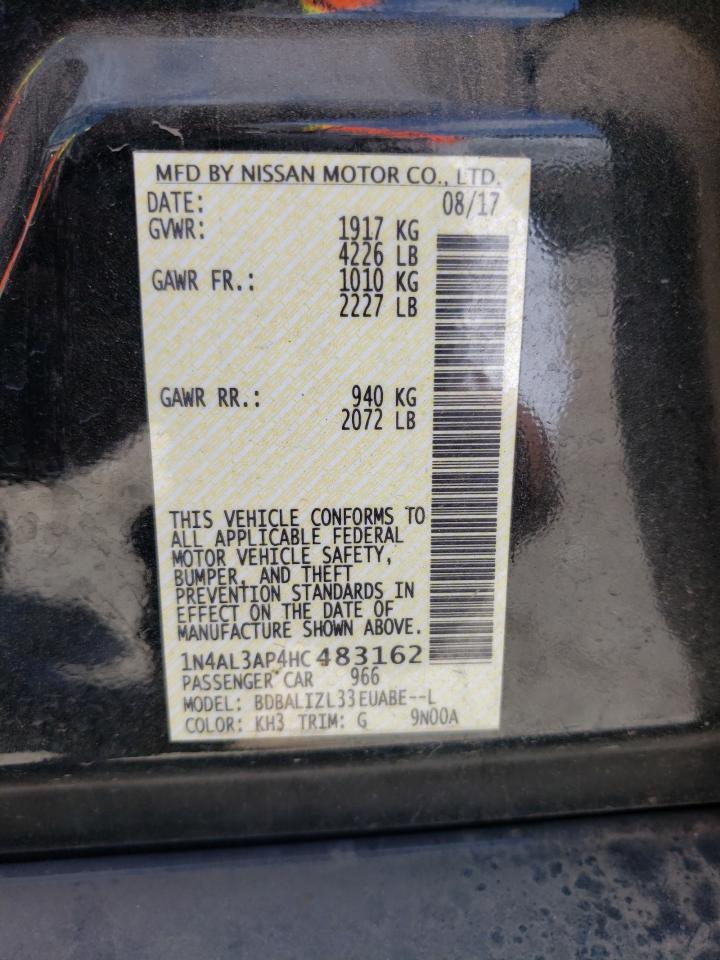 MFD BY NISSAN MOTOR CO., LTD.
DATE: 08/17
GVWR: 1917 KG
4226 LB
GAWR FR.: 1010 KG
2227 LB
GAWR RR.: 940 KG
2072 LB
THIS VEHICLE CONFORMS TO
ALL APPLICABLE FEDERAL
MOTOR VEHICLE SAFETY,
BUMPER, AND THEFT
PREVENTION STANDARDS IN
EFFECT ON THE DATE OF
MANUFACTURE SHOWN ABOVE.
1N4AL3AP4HC483162
PASSENGER CAR 966
MODEL: BDBALIZL33EUABE--L
COLOR: KH3 TRIM: G 9N00A